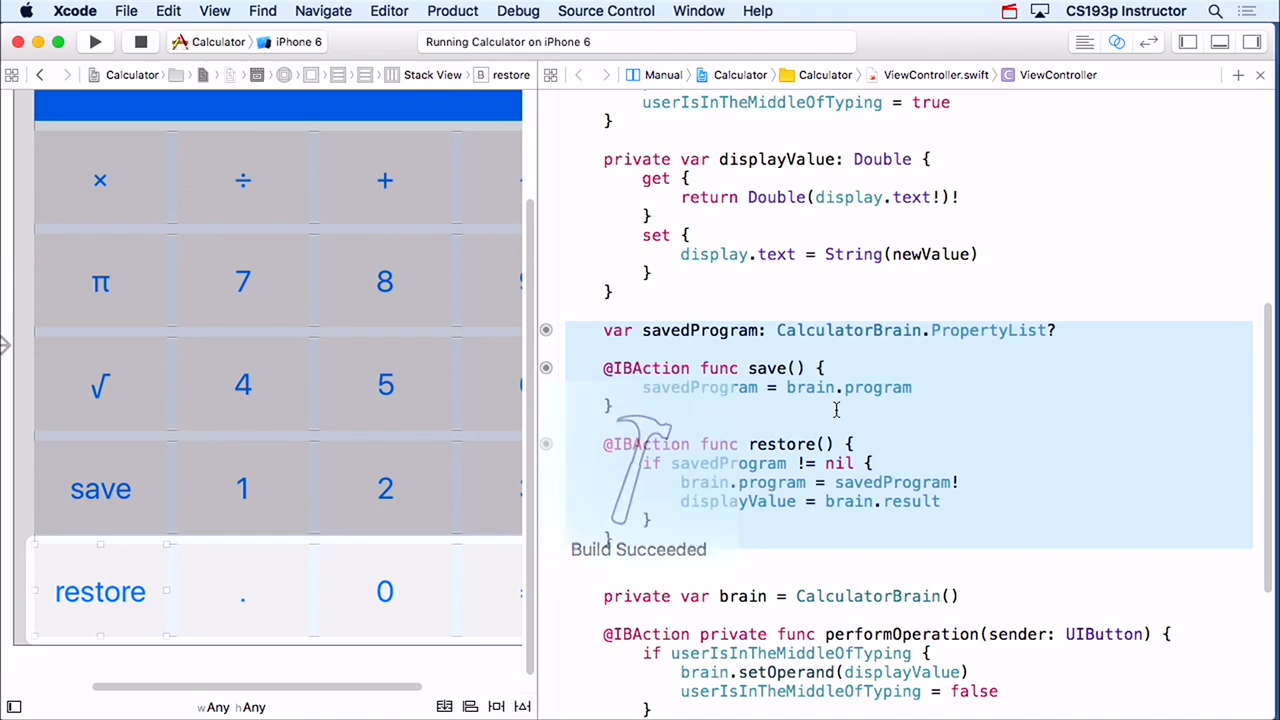 Xcode File Edit View Find Navigate Editor Product Debug Source Control Window Help CS193p Instructor
Calculator iPhone 6 Running Calculator on iPhone 6
Calculator Stack View B restore Manual Calculator Calculator ViewController.swift C ViewController
userIsInTheMiddleOfTyping = true
}
private var displayValue: Double {
get {
return Double(display.text!)!
}
set {
display.text = String(newValue)
}
}
var savedProgram: CalculatorBrain.PropertyList?
@IBAction func save() {
savedProgram = brain.program
}
@IBAction func restore() {
if savedProgram != nil {
brain.program = savedProgram!
displayValue = brain.result
}
}
Build Succeeded
private var brain = CalculatorBrain()
@IBAction private func performOperation(sender: UIButton) {
if userIsInTheMiddleOfTyping {
brain.setOperand(displayValue)
userIsInTheMiddleOfTyping = false
}
× ÷ +
π 7 8
√ 4 5
save 1 2
restore . 0
wAny hAny